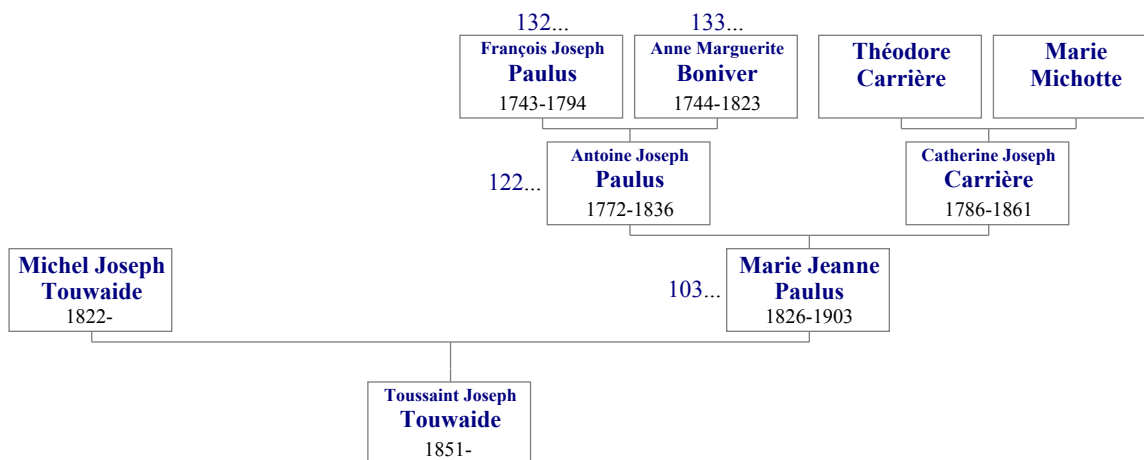 132...
133...
François Joseph
Paulus
1743-1794
Anne Marguerite
Boniver
1744-1823
Théodore
Carrière
Marie
Michotte
122...
Antoine Joseph
Paulus
1772-1836
Catherine Joseph
Carrière
1786-1861
Michel Joseph
Touwaide
1822-
103...
Marie Jeanne
Paulus
1826-1903
Toussaint Joseph
Touwaide
1851-